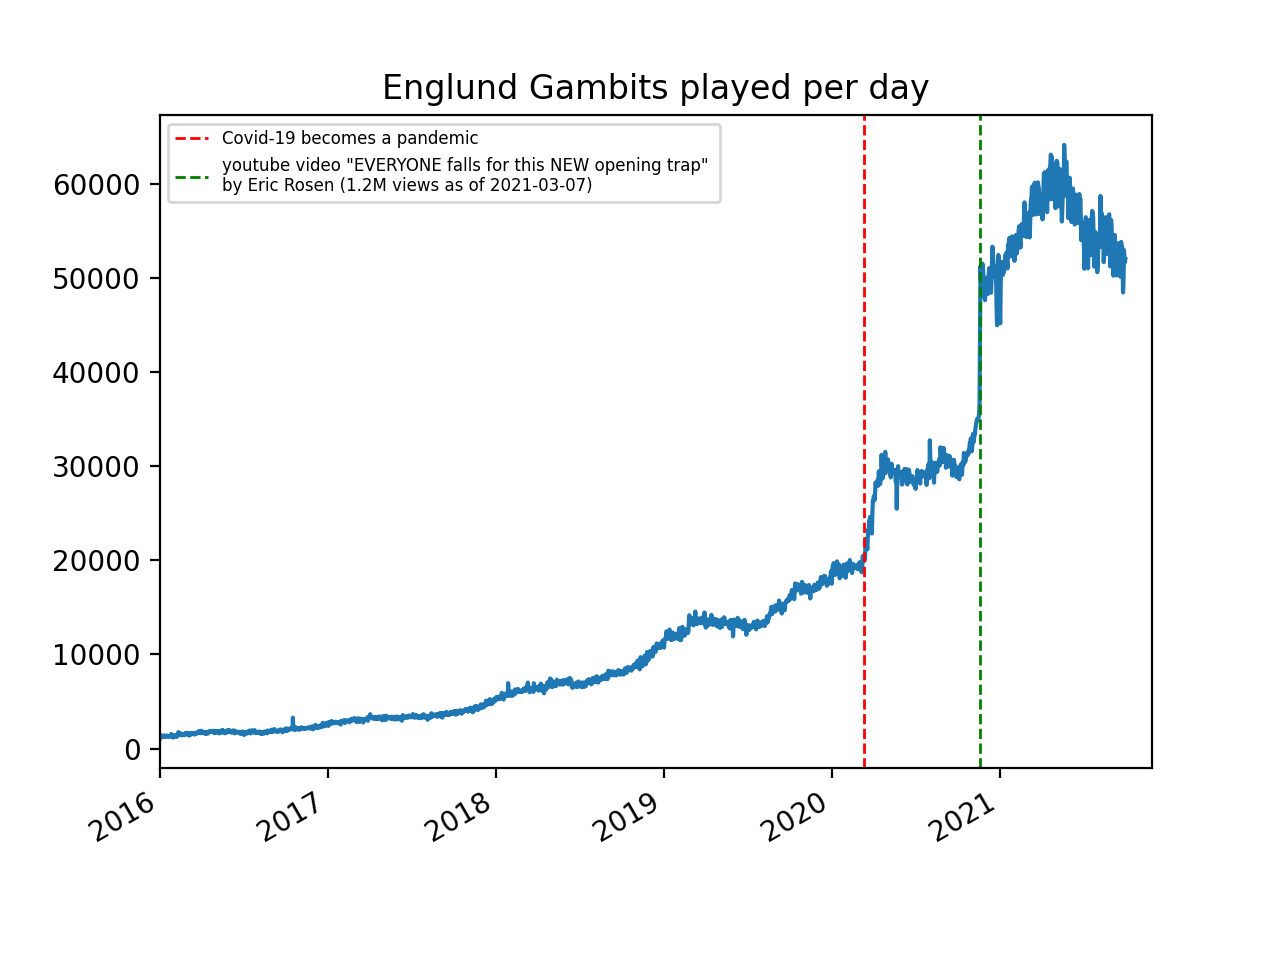 Englund Gambits played per day
Covid-19 becomes a pandemic
youtube video "EVERYONE falls for this NEW opening trap"
by Eric Rosen (1.2M views as of 2021-03-07)
60000
50000
40000
30000
20000
10000
0
2016 2017 2018 2019 2020 2021